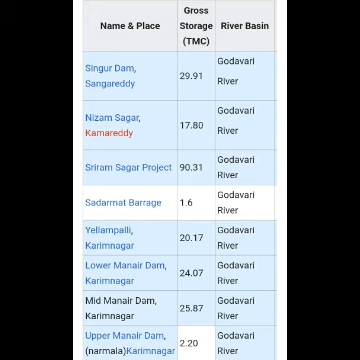 Name & Place
Gross Storage (TMC)
River Basin
Singur Dam, Sangareddy
29.91
Godavari River
Nizam Sagar, Kamareddy
17.80
Godavari River
Sriram Sagar Project
90.31
Godavari River
Sadarmat Barrage
1.6
Godavari River
Yellampalli, Karimnagar
20.17
Godavari River
Lower Manair Dam, Karimnagar
24.07
Godavari River
Mid Manair Dam, Karimnagar
25.87
Godavari River
Upper Manair Dam, (narmala)Karimnagar
2.20
Godavari River